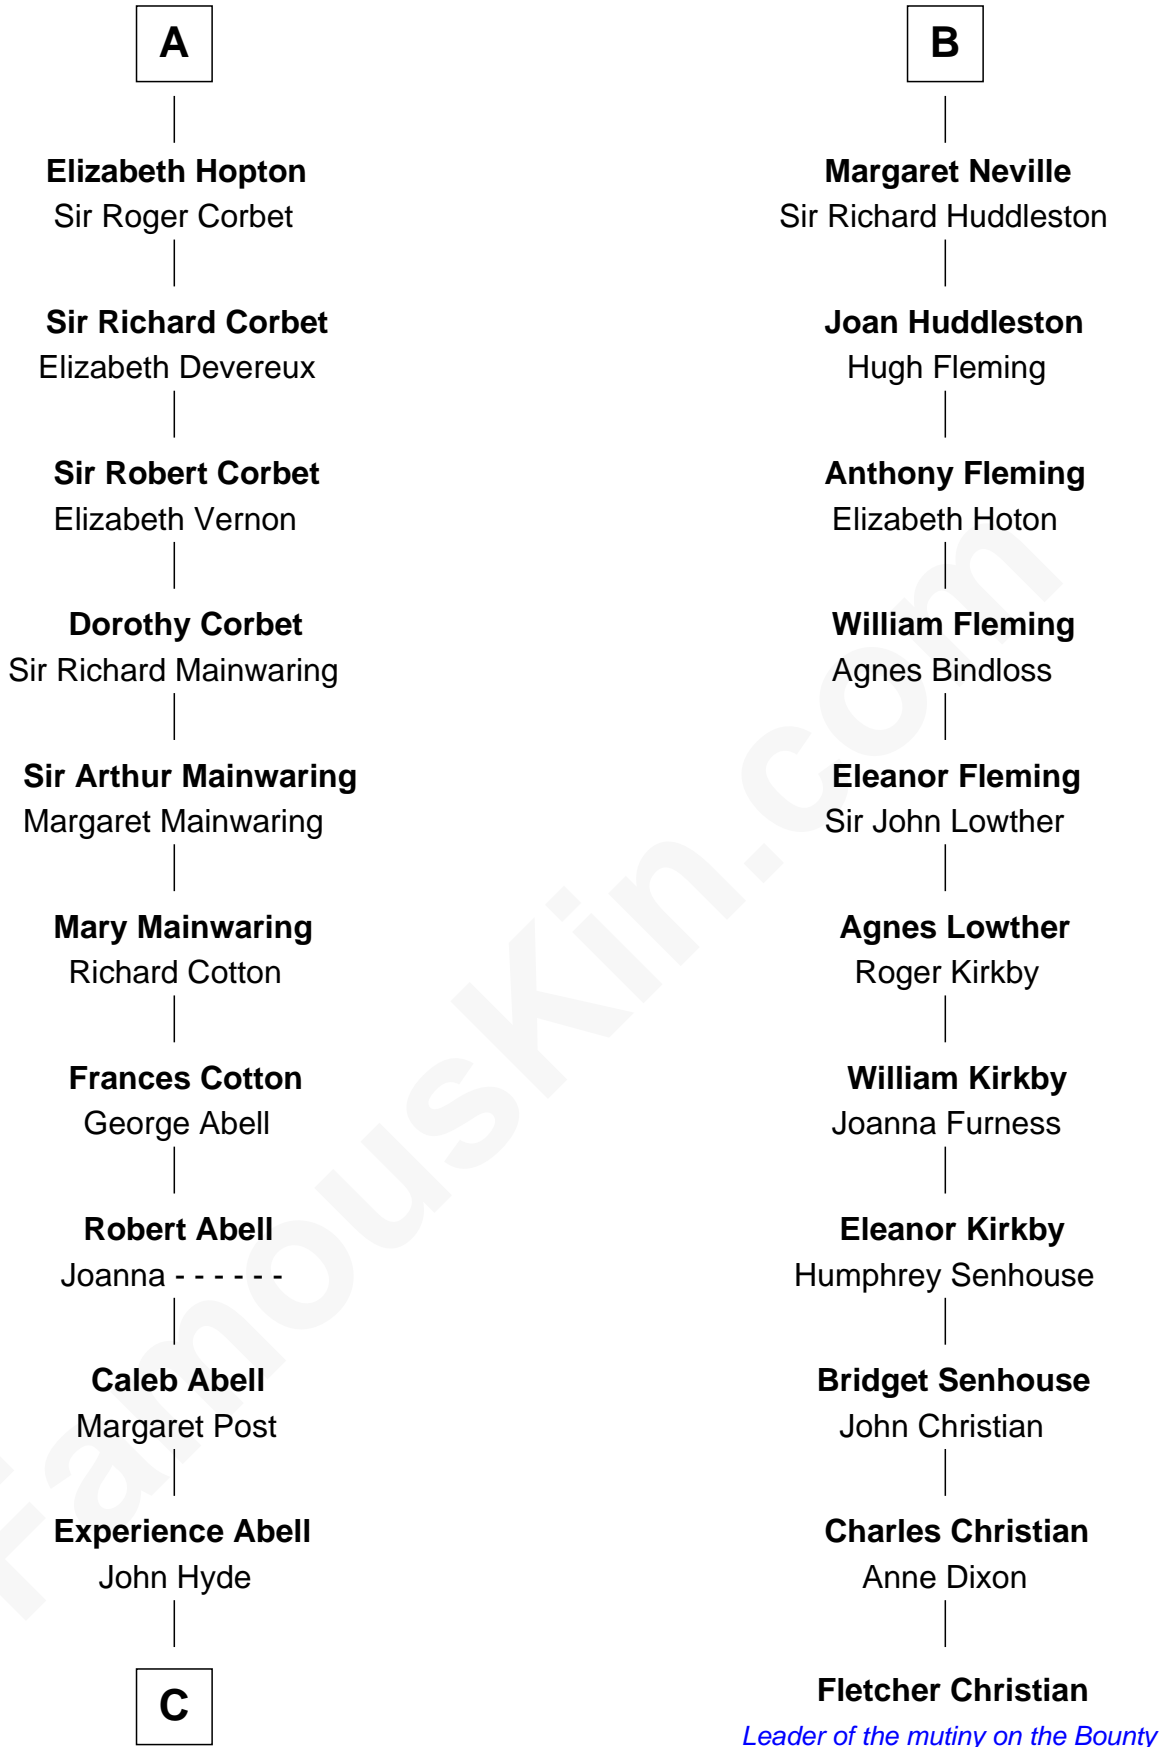 A
Elizabeth Hopton
Sir Roger Corbet
Sir Richard Corbet
Elizabeth Devereux
Sir Robert Corbet
Elizabeth Vernon
Dorothy Corbet
Sir Richard Mainwaring
Sir Arthur Mainwaring
Margaret Mainwaring
Mary Mainwaring
Richard Cotton
Frances Cotton
George Abell
Robert Abell
Joanna - - - - - -
Caleb Abell
Margaret Post
Experience Abell
John Hyde
C
B
Margaret Neville
Sir Richard Huddleston
Joan Huddleston
Hugh Fleming
Anthony Fleming
Elizabeth Hoton
William Fleming
Agnes Bindloss
Eleanor Fleming
Sir John Lowther
Agnes Lowther
Roger Kirkby
William Kirkby
Joanna Furness
Eleanor Kirkby
Humphrey Senhouse
Bridget Senhouse
John Christian
Charles Christian
Anne Dixon
Fletcher Christian
Leader of the mutiny on the Bounty
FamousKin.com